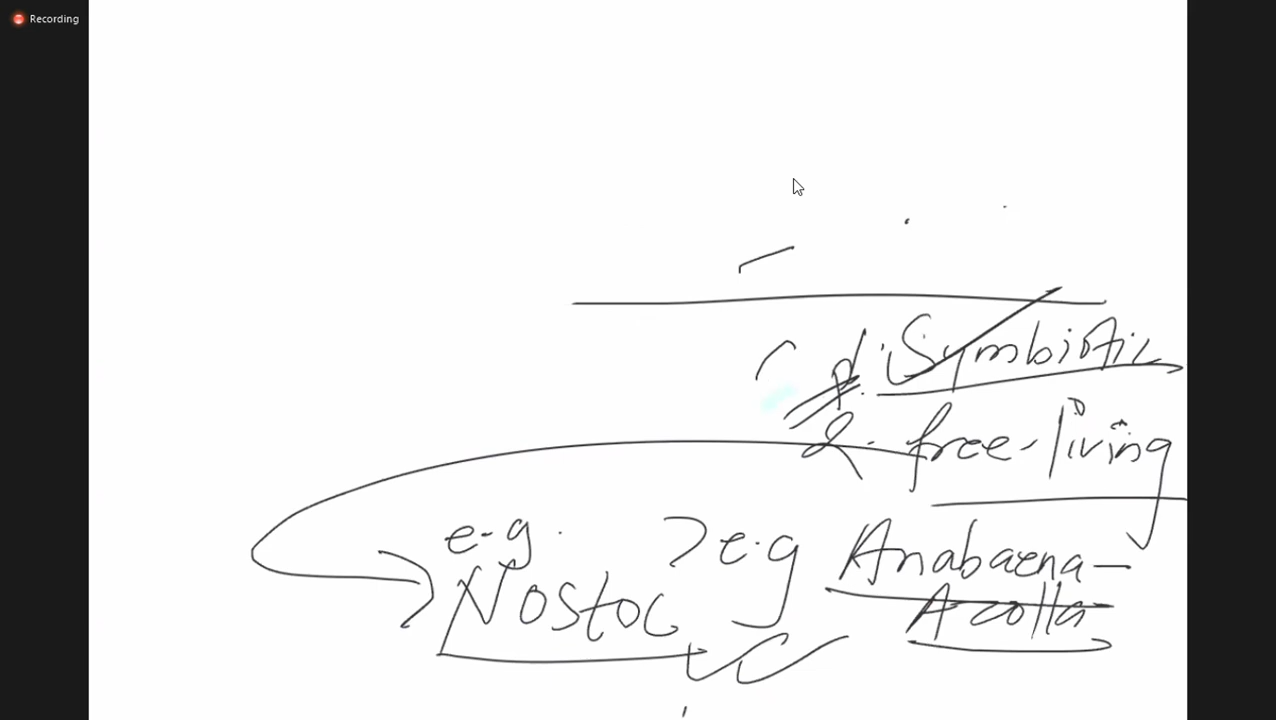 Recording
1. Symbiotic
2. free-living
e.g. > e.g Anabaena-
Nostoc Azolla